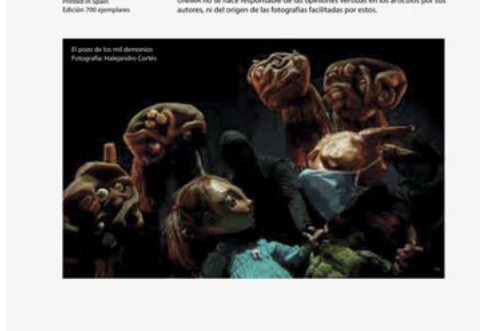 Printed in Spain
Edición 700 ejemplares
UNIMA no se hace responsable de las opiniones vertidas en los artículos por sus
autores, ni del origen de las fotografías facilitadas por estos.
El pozo de los mil demonios
Fotografía: Halejandro Cortés